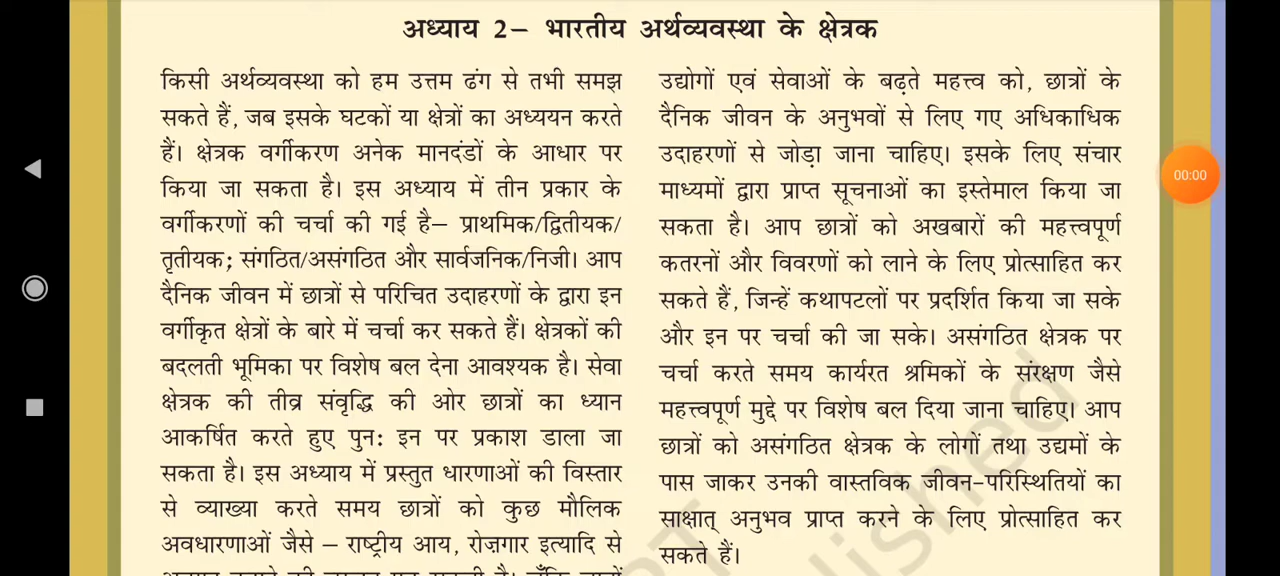 अध्याय 2– भारतीय अर्थव्यवस्था के क्षेत्रक
किसी अर्थव्यवस्था को हम उत्तम ढंग से तभी समझ
सकते हैं, जब इसके घटकों या क्षेत्रों का अध्ययन करते
हैं। क्षेत्रक वर्गीकरण अनेक मानदंडों के आधार पर
किया जा सकता है। इस अध्याय में तीन प्रकार के
वर्गीकरणों की चर्चा की गई है– प्राथमिक/द्वितीयक/
तृतीयक; संगठित/असंगठित और सार्वजनिक/निजी। आप
दैनिक जीवन में छात्रों से परिचित उदाहरणों के द्वारा इन
वर्गीकृत क्षेत्रों के बारे में चर्चा कर सकते हैं। क्षेत्रकों की
बदलती भूमिका पर विशेष बल देना आवश्यक है। सेवा
क्षेत्रक की तीव्र संवृद्धि की ओर छात्रों का ध्यान
आकर्षित करते हुए पुन: इन पर प्रकाश डाला जा
सकता है। इस अध्याय में प्रस्तुत धारणाओं की विस्तार
से व्याख्या करते समय छात्रों को कुछ मौलिक
अवधारणाओं जैसे – राष्ट्रीय आय, रोज़गार इत्यादि से
उद्योगों एवं सेवाओं के बढ़ते महत्त्व को, छात्रों के
दैनिक जीवन के अनुभवों से लिए गए अधिकाधिक
उदाहरणों से जोड़ा जाना चाहिए। इसके लिए संचार
माध्यमों द्वारा प्राप्त सूचनाओं का इस्तेमाल किया जा
सकता है। आप छात्रों को अखबारों की महत्त्वपूर्ण
कतरनों और विवरणों को लाने के लिए प्रोत्साहित कर
सकते हैं, जिन्हें कथापटलों पर प्रदर्शित किया जा सके
और इन पर चर्चा की जा सके। असंगठित क्षेत्रक पर
चर्चा करते समय कार्यरत श्रमिकों के संरक्षण जैसे
महत्त्वपूर्ण मुद्दे पर विशेष बल दिया जाना चाहिए। आप
छात्रों को असंगठित क्षेत्रक के लोगों तथा उद्यमों के
पास जाकर उनकी वास्तविक जीवन-परिस्थितियों का
साक्षात् अनुभव प्राप्त करने के लिए प्रोत्साहित कर
सकते हैं।
00:00